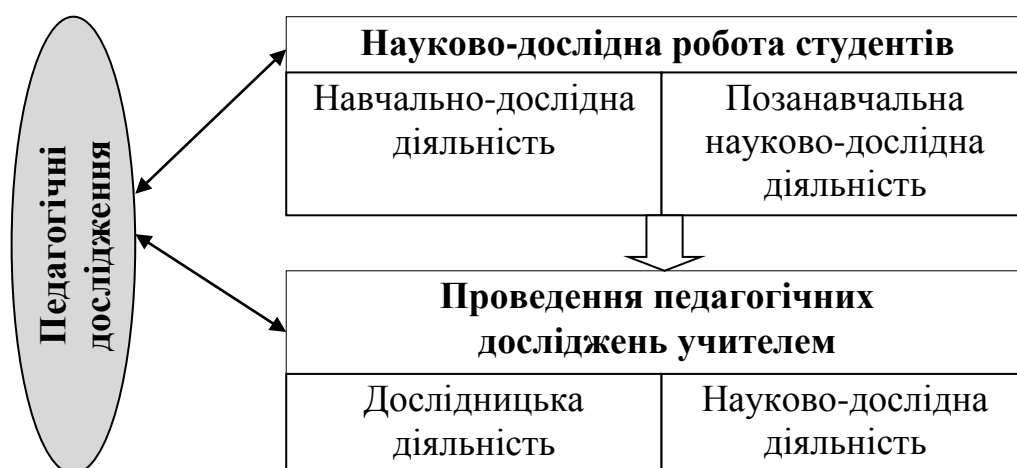 Педагогічні
дослідження
Науково-дослідна робота студентів
Навчально-дослідна
діяльність
Позанавчальна
науково-дослідна
діяльність
Проведення педагогічних
досліджень учителем
Дослідницька
діяльність
Науково-дослідна
діяльність